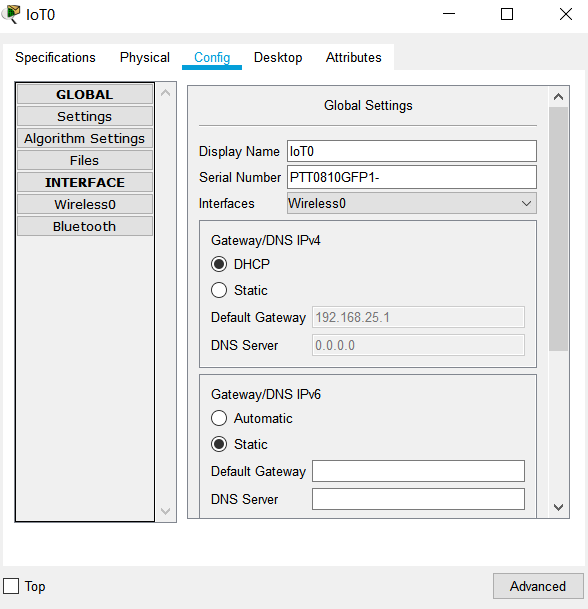 IoT0
Specifications Physical Config Desktop Attributes
GLOBAL
Settings
Algorithm Settings
Files
INTERFACE
Wireless0
Bluetooth
Global Settings
Display Name IoT0
Serial Number PTT0810GFP1-
Interfaces Wireless0
Gateway/DNS IPv4
DHCP
Static
Default Gateway 192.168.25.1
DNS Server 0.0.0.0
Gateway/DNS IPv6
Automatic
Static
Default Gateway
DNS Server
Top Advanced